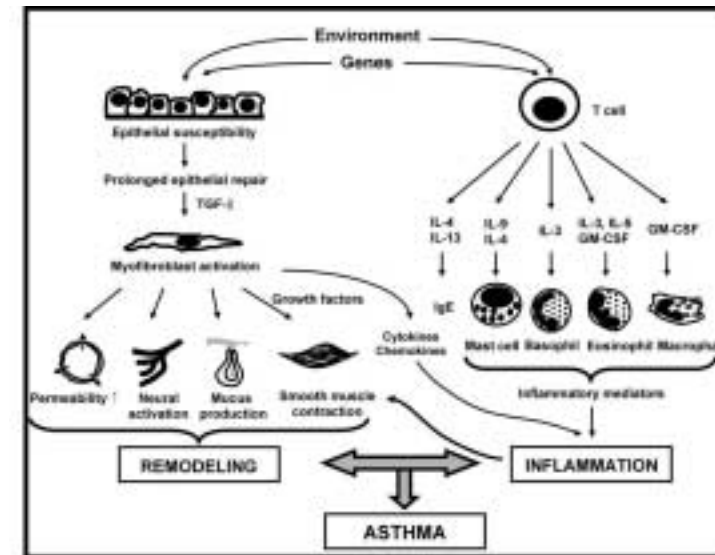 Environment
Genes
T cell
Epithelial susceptibility
Prolonged epithelial repair
TGF-
Myofibroblast activation
Growth factors
IL-4
IL-13
IL-9
IL-4
IL-3
IL-3, IL-5
GM-CSF
GM-CSF
IgE
Cytokines
Chemokines
Mast cell
Basophil
Eosinophil
Macropha
Permeability ↑
Neural
activation
Mucus
production
Smooth muscle
contraction
Inflammatory mediators
REMODELING
INFLAMMATION
ASTHMA